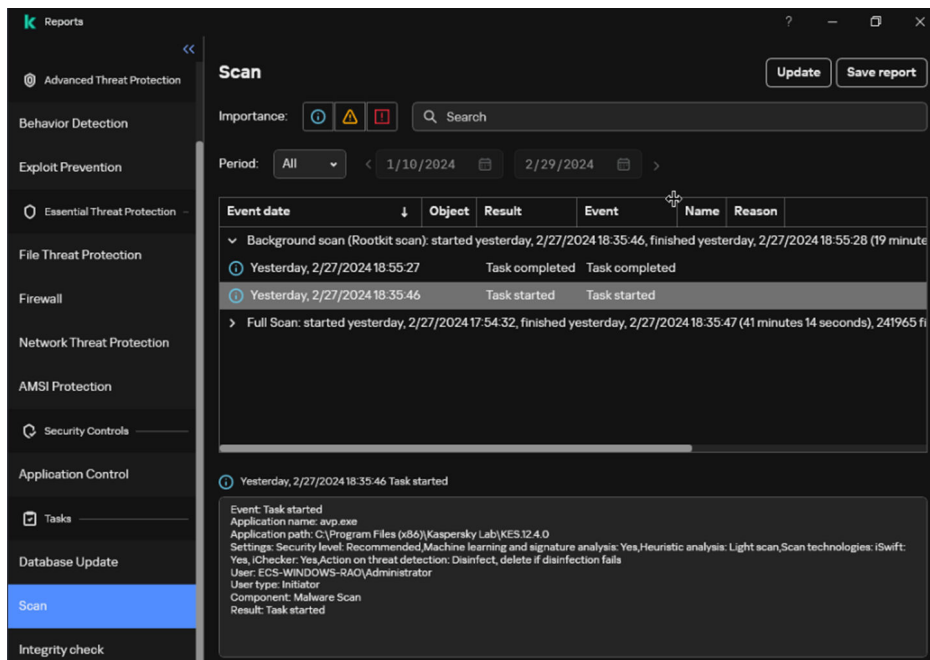 Reports
Advanced Threat Protection
Behavior Detection
Exploit Prevention
Essential Threat Protection
File Threat Protection
Firewall
Network Threat Protection
AMSI Protection
Security Controls
Application Control
Tasks
Database Update
Scan
Integrity check
Scan
Update
Save report
Importance:
Search
Period:
All
1/10/2024
2/29/2024
Event date ↓ Object Result Event Name Reason
Background scan (Rootkit scan): started yesterday, 2/27/2024 18:35:46, finished yesterday, 2/27/2024 18:55:28 (19 minute
Yesterday, 2/27/2024 18:55:27 Task completed Task completed
Yesterday, 2/27/2024 18:35:46 Task started Task started
Full Scan: started yesterday, 2/27/2024 17:54:32, finished yesterday, 2/27/2024 18:35:47 (41 minutes 14 seconds), 241965 fi
Yesterday, 2/27/2024 18:35:46 Task started
Event: Task started
Application name: avp.exe
Application path: C:\Program Files (x86)\Kaspersky Lab\KES.12.4.0
Settings: Security level: Recommended,Machine learning and signature analysis: Yes,Heuristic analysis: Light scan,Scan technologies: iSwift:
Yes, iChecker: Yes,Action on threat detection: Disinfect, delete if disinfection fails
User: ECS-WINDOWS-RAO\Administrator
User type: Initiator
Component: Malware Scan
Result: Task started